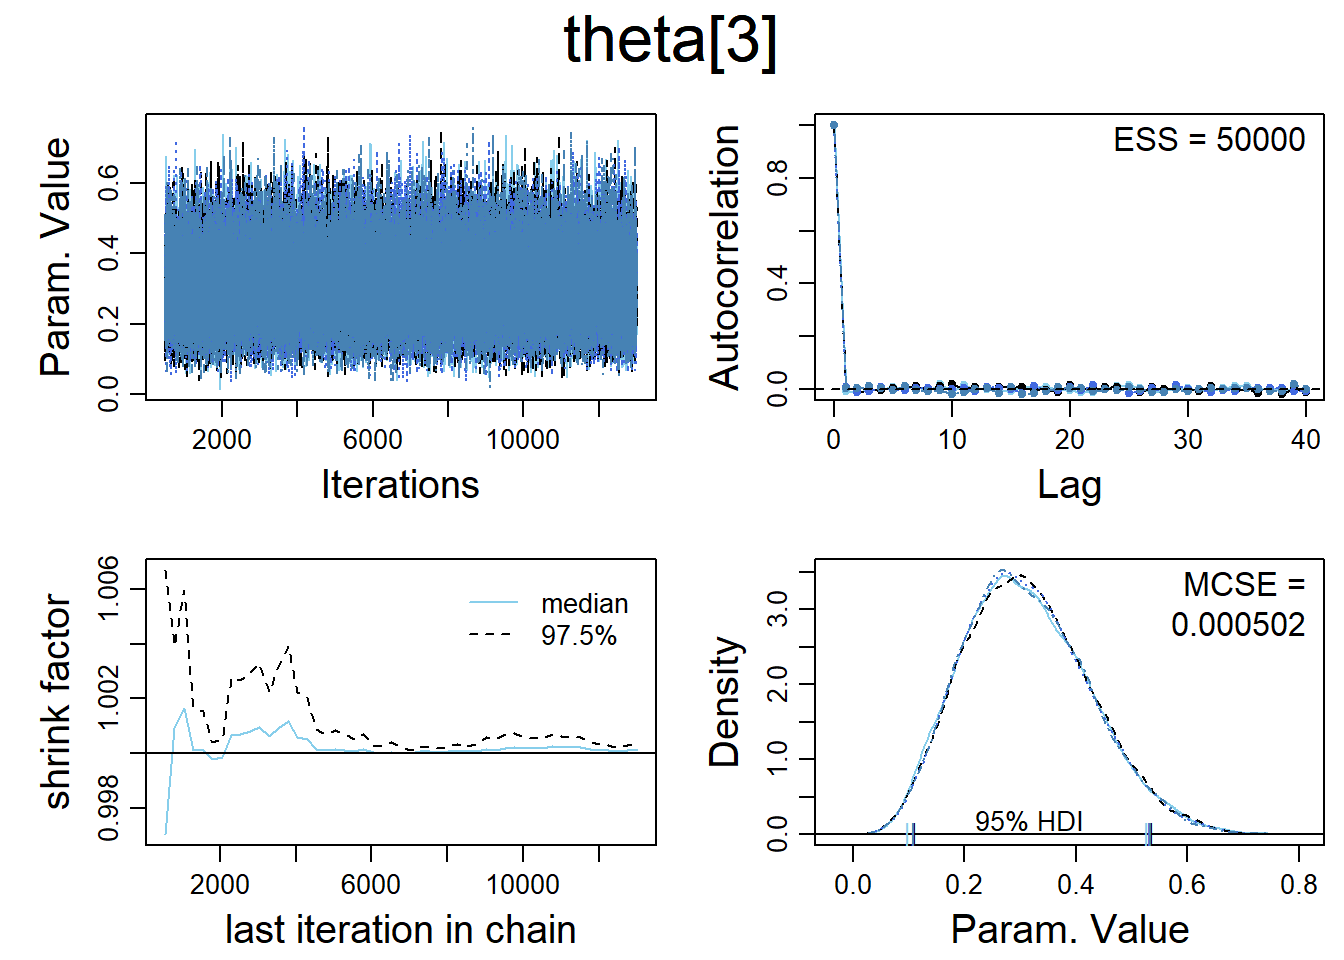 theta[3]
Param. Value
0.0 0.2 0.4 0.6
2000 6000 10000
Iterations
Autocorrelation
0.0 0.4 0.8
ESS = 50000
0 10 20 30 40
Lag
shrink factor
0.998 1.002 1.006
median
97.5%
2000 6000 10000
last iteration in chain
Density
0.0 1.0 2.0 3.0
MCSE =
0.000502
95% HDI
0.0 0.2 0.4 0.6 0.8
Param. Value